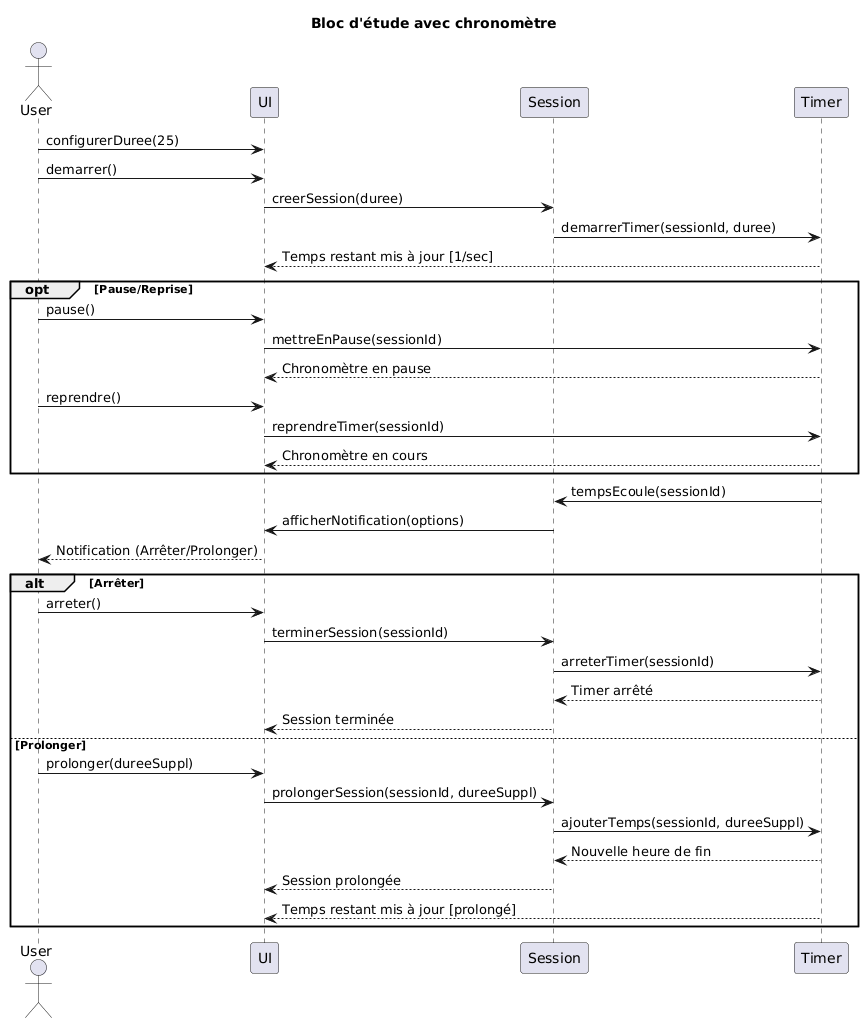 Bloc d'étude avec chronomètre
User
UI
Session
Timer
configurerDuree(25)
demarrer()
creerSession(duree)
demarrerTimer(sessionId, duree)
Temps restant mis à jour [1/sec]
opt [Pause/Reprise]
pause()
mettreEnPause(sessionId)
Chronomètre en pause
reprendre()
reprendreTimer(sessionId)
Chronomètre en cours
tempsEcoule(sessionId)
afficherNotification(options)
Notification (Arrêter/Prolonger)
alt [Arrêter]
arreter()
terminerSession(sessionId)
arreterTimer(sessionId)
Timer arrêté
Session terminée
[Prolonger]
prolonger(dureeSuppl)
prolongerSession(sessionId, dureeSuppl)
ajouterTemps(sessionId, dureeSuppl)
Nouvelle heure de fin
Session prolongée
Temps restant mis à jour [prolongé]
User
UI
Session
Timer